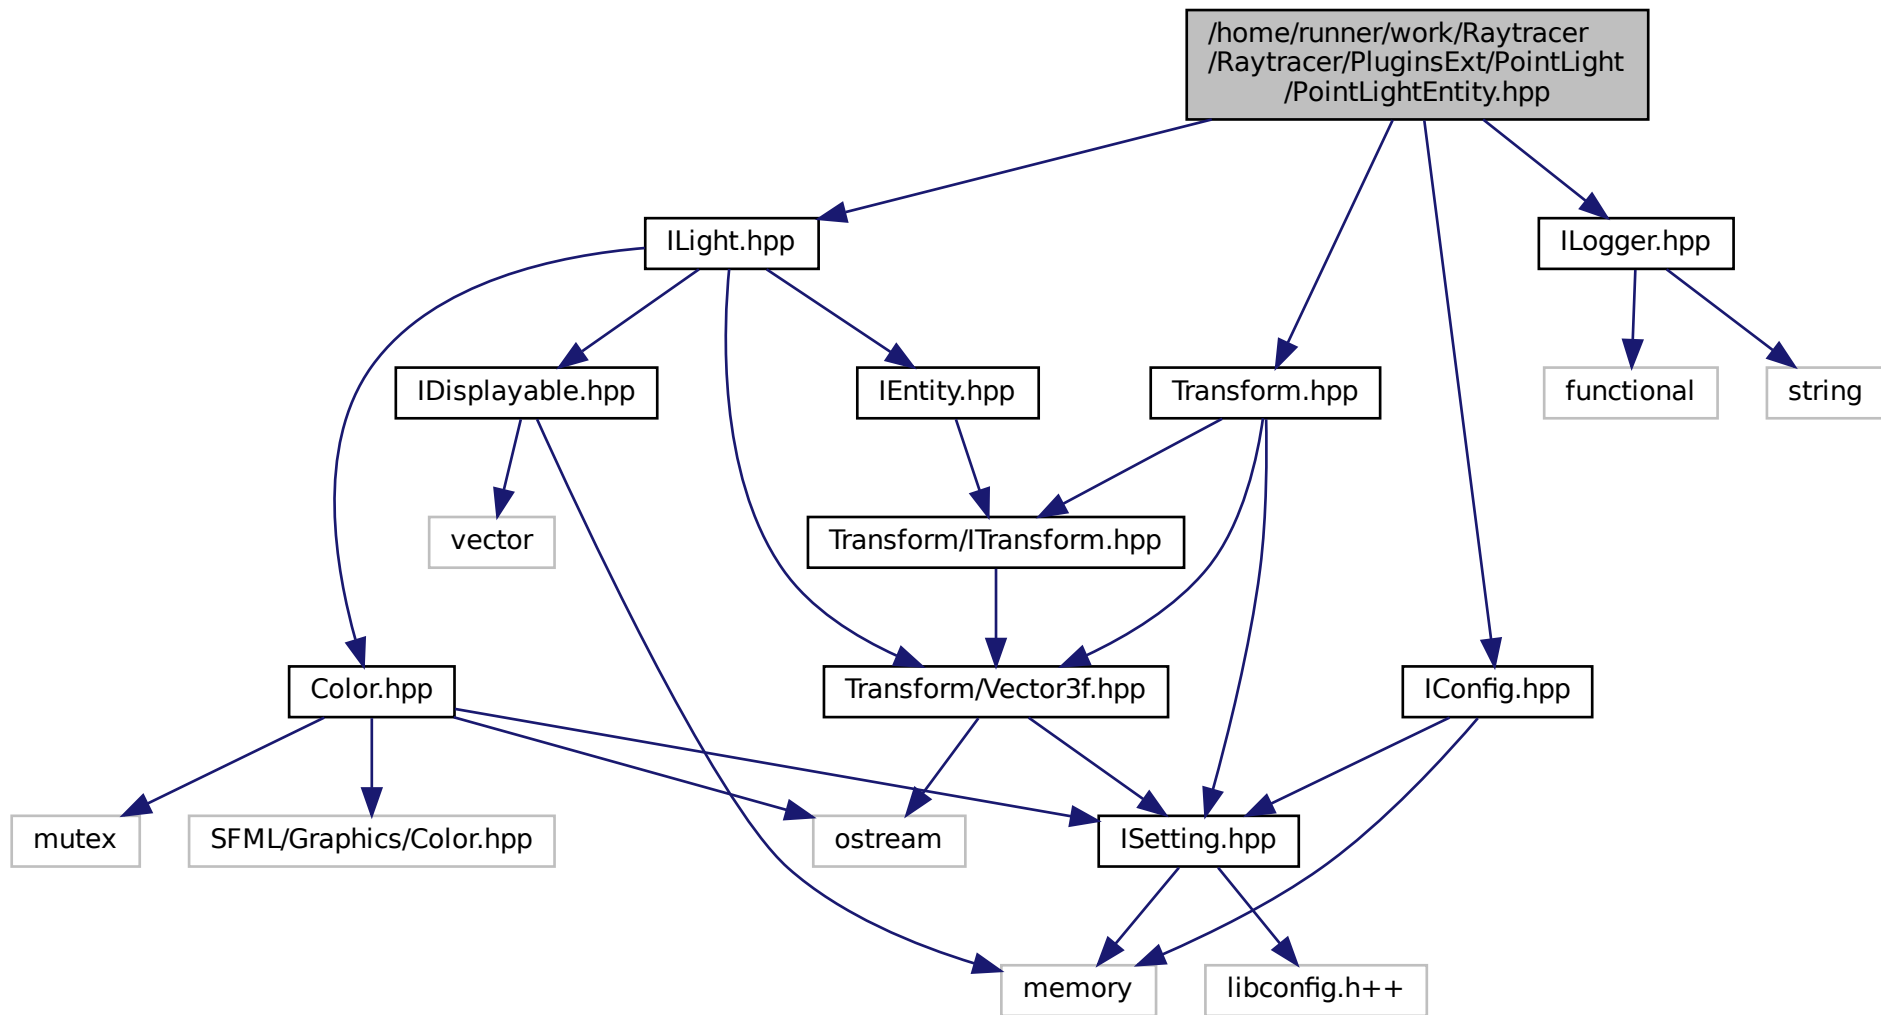 /home/runner/work/Raytracer
/Raytracer/PluginsExt/PointLight
/PointLightEntity.hpp
ILight.hpp
ILogger.hpp
IDisplayable.hpp
IEntity.hpp
Transform.hpp
functional
string
vector
Transform/ITransform.hpp
Color.hpp
Transform/Vector3f.hpp
IConfig.hpp
mutex
SFML/Graphics/Color.hpp
ostream
ISetting.hpp
memory
libconfig.h++